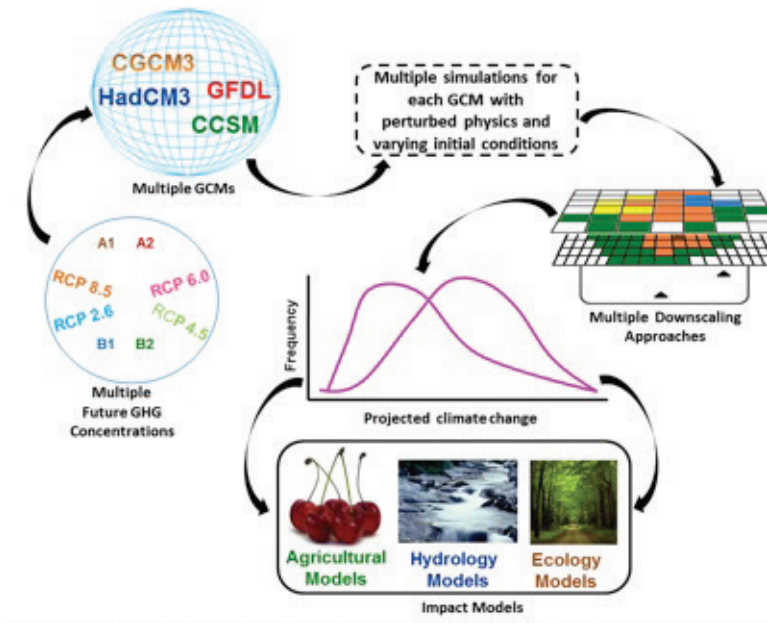 CGCM3
HadCM3
GFDL
CCSM
Multiple GCMs
Multiple simulations for
each GCM with
perturbed physics and
varying initial conditions
A1 A2
RCP 8.5
RCP 6.0
RCP 2.6
RCP 4.5
B1 B2
Multiple
Future GHG
Concentrations
Multiple Downscaling
Approaches
Frequency
Projected climate change
Agricultural
Models
Hydrology
Models
Ecology
Models
Impact Models